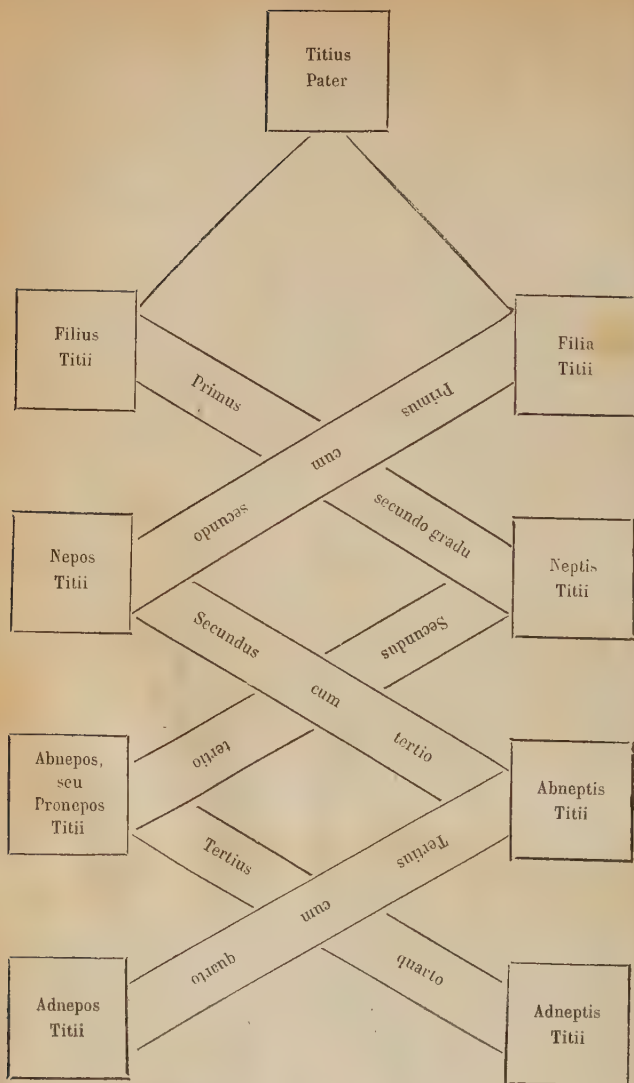 Titius
Pater
Filius
Titii
Filia
Titii
Primus
secundo gradu
Primus
cum
secundo
Nepos
Titii
Neptis
Titii
Secundus
cum
tertio
Secundus
tertio
Abnepos,
seu
Pronepos
Titii
Abneptis
Titii
Tertius
quarto
Tertius
cum
quarto
Adnepos
Titii
Adneptis
Titii